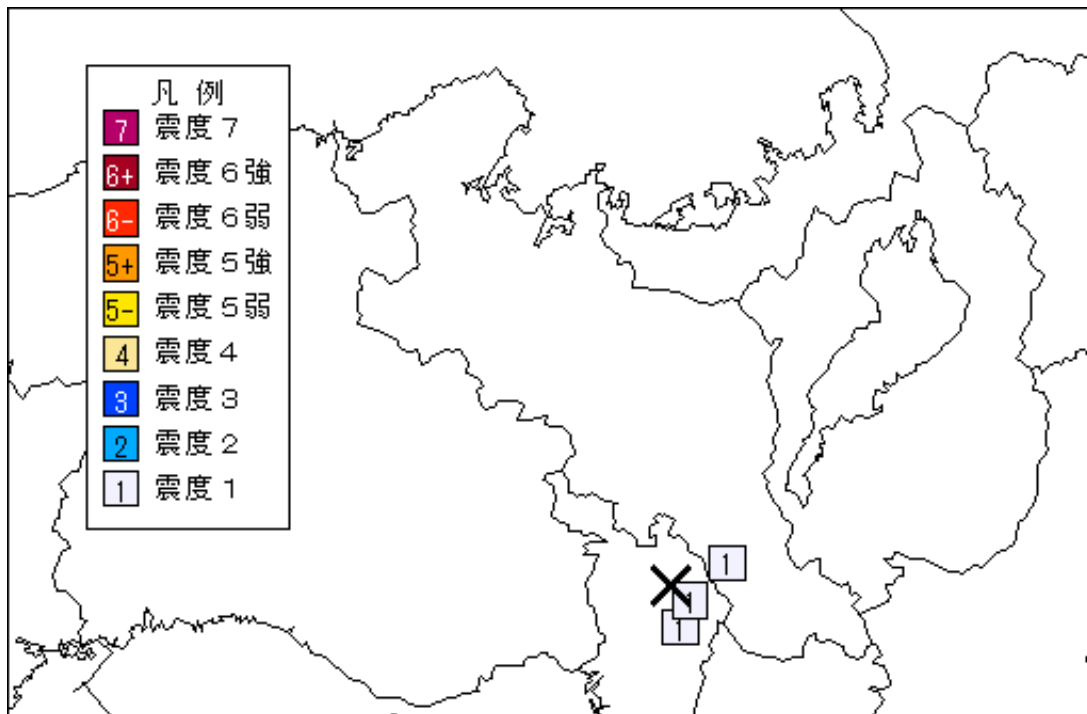 凡 例
7 震度７
6+ 震度６強
6- 震度６弱
5+ 震度５強
5- 震度５弱
4 震度４
3 震度３
2 震度２
1 震度１
1
1
1